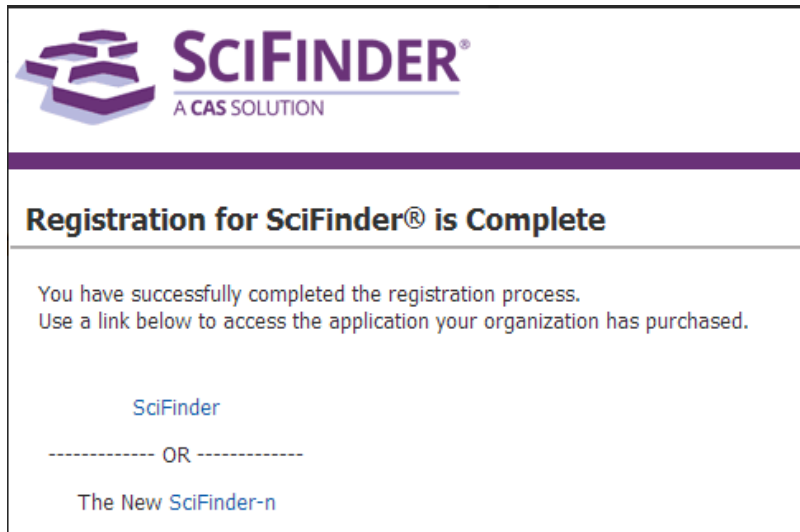 SCIFINDER®
A CAS SOLUTION
Registration for SciFinder® is Complete
You have successfully completed the registration process.
Use a link below to access the application your organization has purchased.
SciFinder
------------- OR -------------
The New SciFinder-n